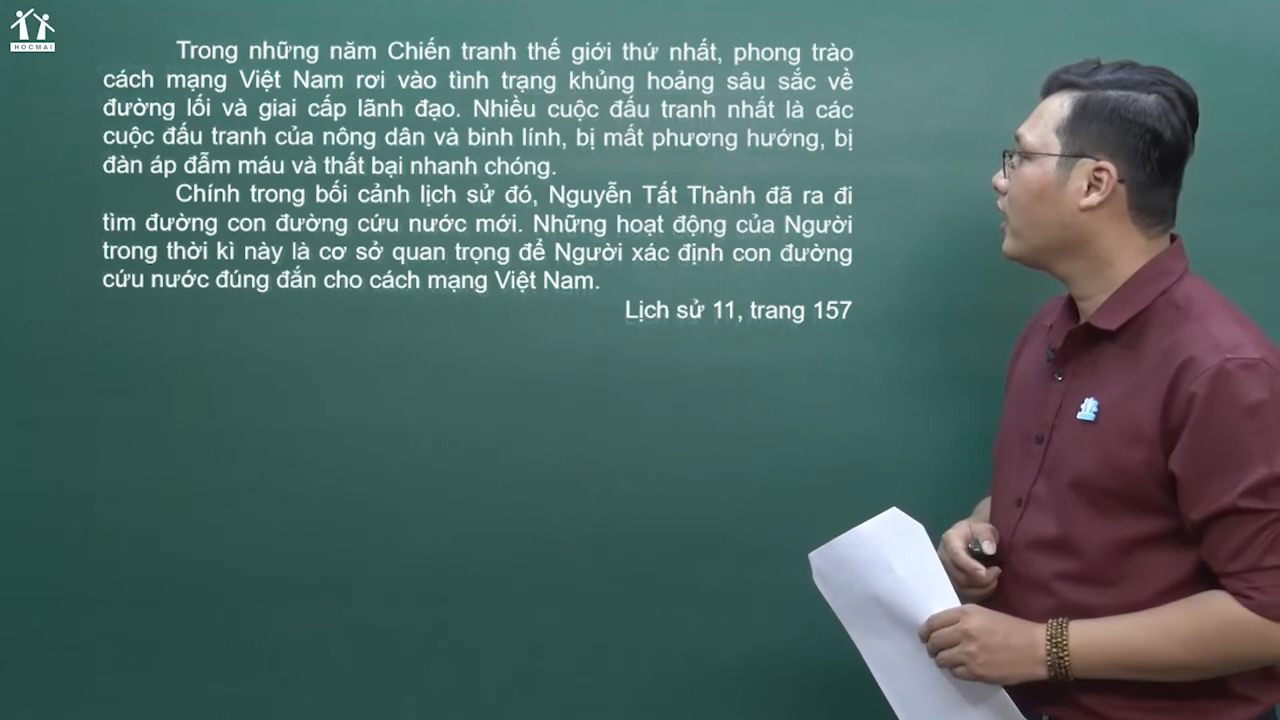 HOCMAI
Trong những năm Chiến tranh thế giới thứ nhất, phong trào
cách mạng Việt Nam rơi vào tình trạng khủng hoảng sâu sắc về
đường lối và giai cấp lãnh đạo. Nhiều cuộc đấu tranh nhất là các
cuộc đấu tranh của nông dân và binh lính, bị mất phương hướng, bị
đàn áp đẫm máu và thất bại nhanh chóng.
Chính trong bối cảnh lịch sử đó, Nguyễn Tất Thành đã ra đi
tìm đường con đường cứu nước mới. Những hoạt động của Người
trong thời kì này là cơ sở quan trọng để Người xác định con đường
cứu nước đúng đắn cho cách mạng Việt Nam.
Lịch sử 11, trang 157